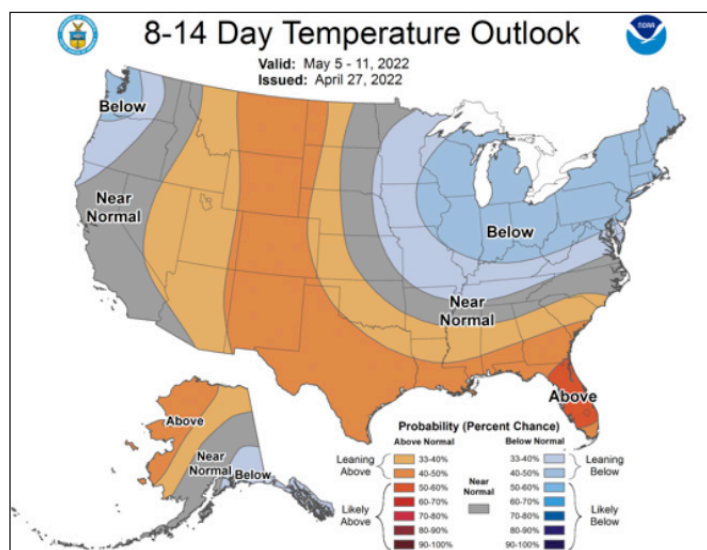 8-14 Day Temperature Outlook
Valid: May 5 - 11, 2022
Issued: April 27, 2022
noaa
Below
Near
Normal
Below
Near
Normal
Above
Above
Near
Normal
Below
Probability (Percent Chance)
Above Normal
Below Normal
Leaning
Above
33-40%
40-50%
Likely
Above
50-60%
60-70%
70-80%
80-90%
90-100%
Near
Normal
33-40%
40-50%
Leaning
Below
50-60%
60-70%
70-80%
80-90%
90-100%
Likely
Below